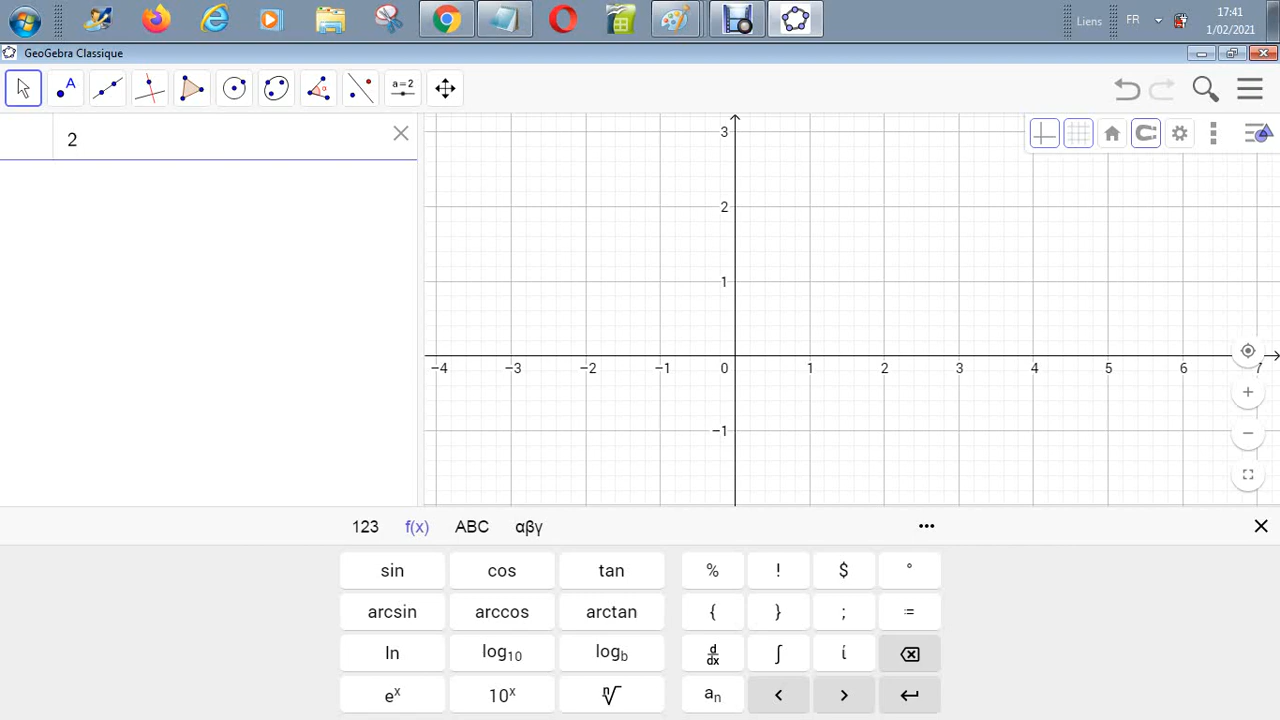 Liens
FR
17:41
1/02/2021
GeoGebra Classique
A
a=2
2
3
2
1
−4 −3 −2 −1 0 1 2 3 4 5 6 7
−1
123 f(x) ABC αβγ
sin cos tan % ! $ °
arcsin arccos arctan { } ; :=
ln log₁₀ log_b d/dx ∫ ί
eˣ 10ˣ ⁿ√ aₙ < >